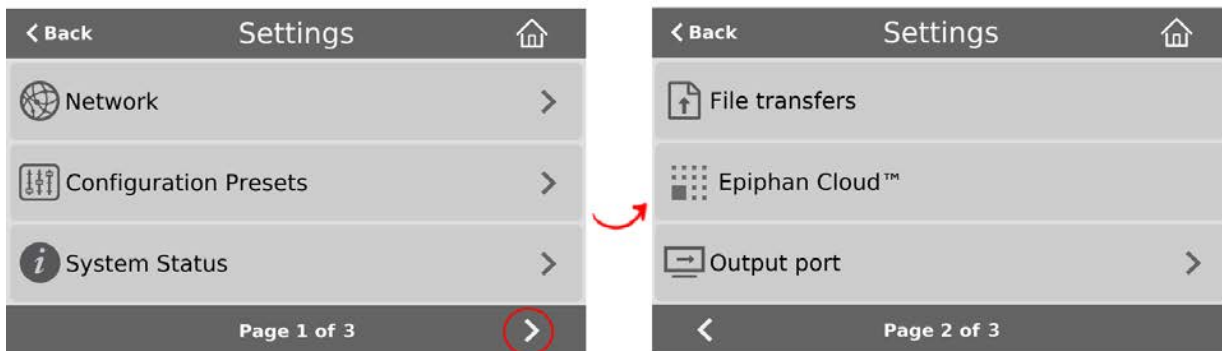 Back Settings
Network
Configuration Presets
System Status
Page 1 of 3
Back Settings
File transfers
Epiphan Cloud™
Output port
Page 2 of 3